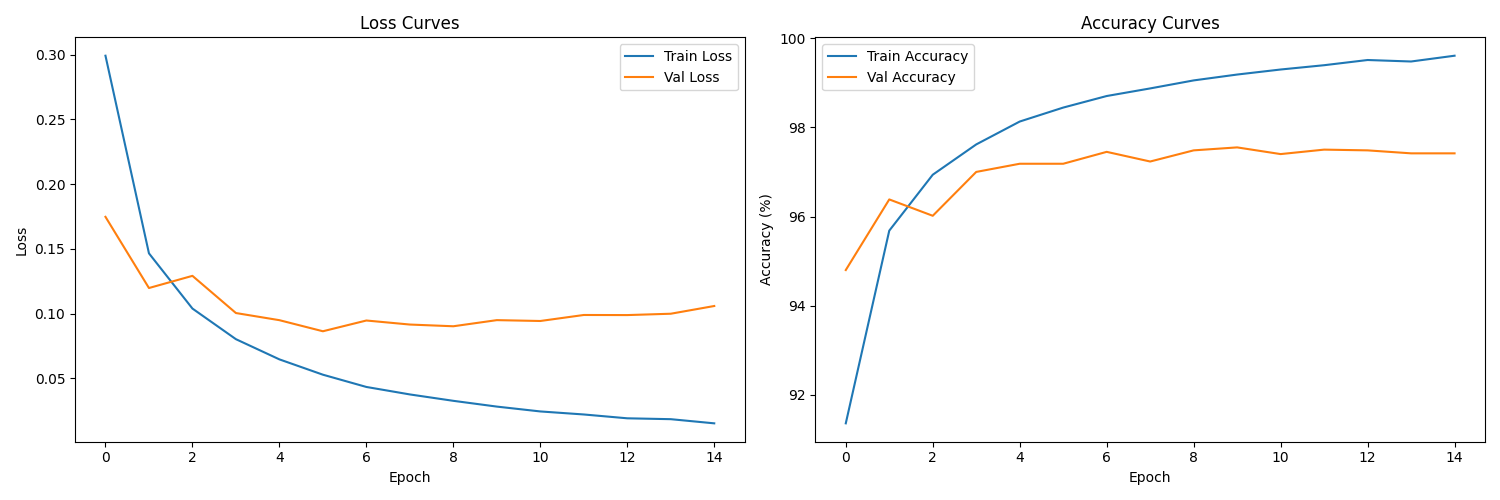 Loss Curves
Train Loss
Val Loss
0.30
0.25
0.20
0.15
0.10
0.05
Loss
0 2 4 6 8 10 12 14
Epoch
Accuracy Curves
Train Accuracy
Val Accuracy
100
98
96
94
92
Accuracy (%)
0 2 4 6 8 10 12 14
Epoch